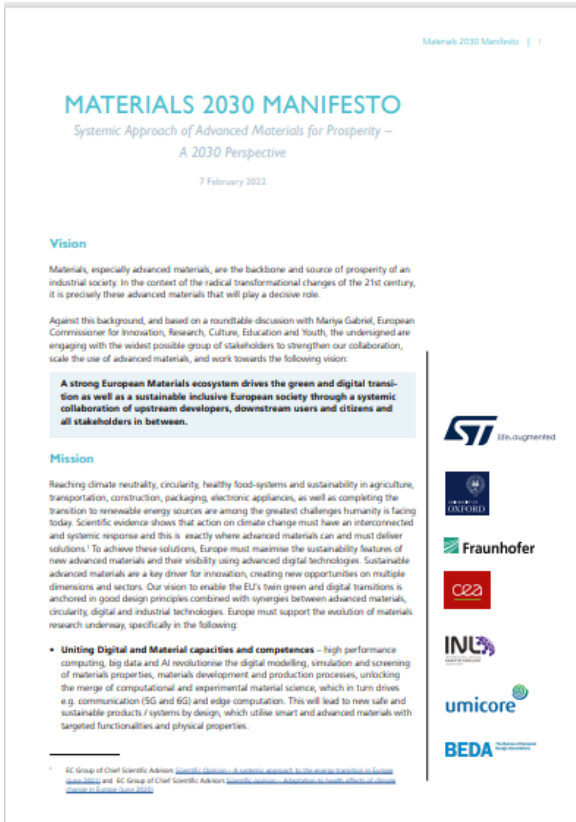 Materials 2030 Manifesto | 1
MATERIALS 2030 MANIFESTO
Systemic Approach of Advanced Materials for Prosperity –
A 2030 Perspective
7 February 2022
Vision
Materials, especially advanced materials, are the backbone and source of prosperity of an
industrial society. In the context of the radical transformational changes of the 21st century,
it is precisely these advanced materials that will play a decisive role.
Against this background, and based on a roundtable discussion with Mariya Gabriel, European
Commissioner for Innovation, Research, Culture, Education and Youth, the undersigned are
engaging with the widest possible group of stakeholders to strengthen our collaboration,
scale the use of advanced materials, and work towards the following vision:
A strong European Materials ecosystem drives the green and digital transi-
tion as well as a sustainable inclusive European society through a systemic
collaboration of upstream developers, downstream users and citizens and
all stakeholders in between.
Mission
Reaching climate neutrality, circularity, healthy food-systems and sustainability in agriculture,
transportation, construction, packaging, electronic appliances, as well as completing the
transition to renewable energy sources are among the greatest challenges humanity is facing
today. Scientific evidence shows that action on climate change must have an interconnected
and systemic response and this is exactly where advanced materials can and must deliver
solutions.¹ To achieve these solutions, Europe must maximise the sustainability features of
new advanced materials and their visibility using advanced digital technologies. Sustainable
advanced materials are a key driver for innovation, creating new opportunities on multiple
dimensions and sectors. Our vision to enable the EU's twin green and digital transitions is
anchored in good design principles combined with synergies between advanced materials,
circularity, digital and industrial technologies. Europe must support the evolution of materials
research underway, specifically in the following:
• Uniting Digital and Material capacities and competences – high performance
computing, big data and AI revolutionise the digital modelling, simulation and screening
of materials properties, materials development and production processes, unlocking
the merge of computational and experimental material science, which in turn drives
e.g. communication (5G and 6G) and edge computation. This will lead to new safe and
sustainable products / systems by design, which utilise smart and advanced materials with
targeted functionalities and physical properties.
¹ EC Group of Chief Scientific Advisors Scientific Opinion – A systemic approach to the energy transition in Europe
(June 2021) and EC Group of Chief Scientific Advisors Scientific opinion – Adaptation to health effects of climate
change in Europe (June 2020)
ST life.augmented
UNIVERSITY OF
OXFORD
Fraunhofer
cea
INL
umicore
BEDA